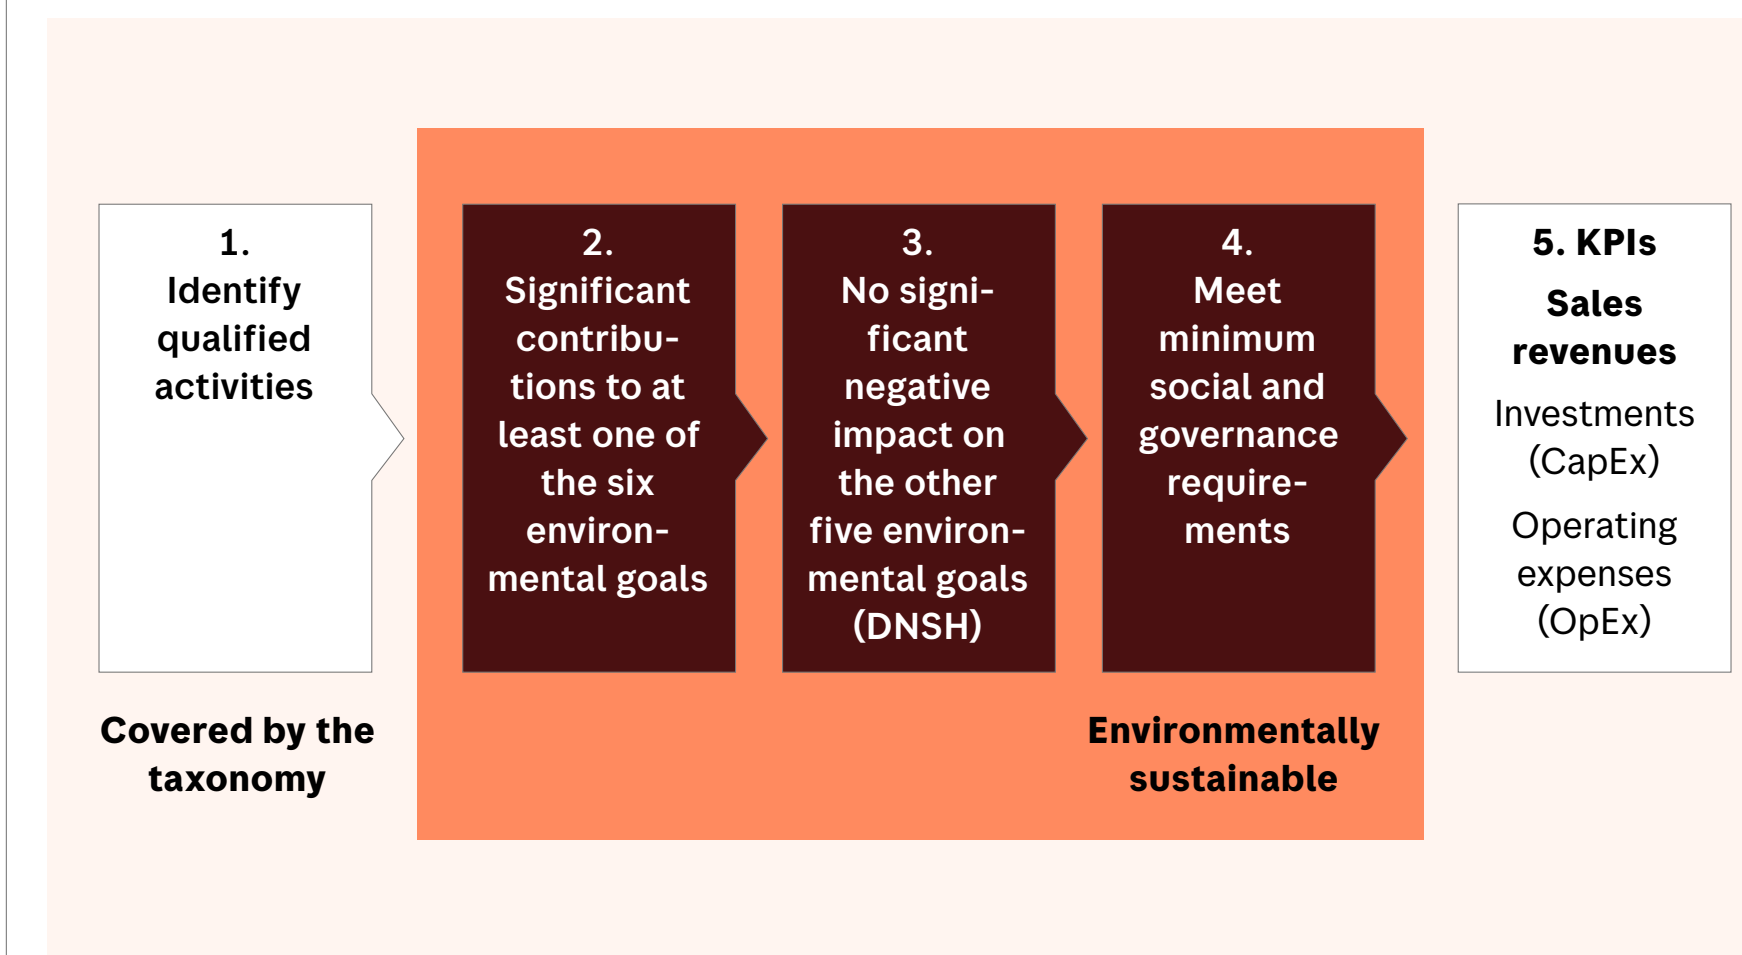 1.
Identify
qualified
activities
2.
Significant
contribu-
tions to at
least one of
the six
environ-
mental goals
3.
No signi-
ficant
negative
impact on
the other
five environ-
mental goals
(DNSH)
4.
Meet
minimum
social and
governance
require-
ments
5. KPIs
Sales
revenues
Investments
(CapEx)
Operating
expenses
(OpEx)
Covered by the
taxonomy
Environmentally
sustainable